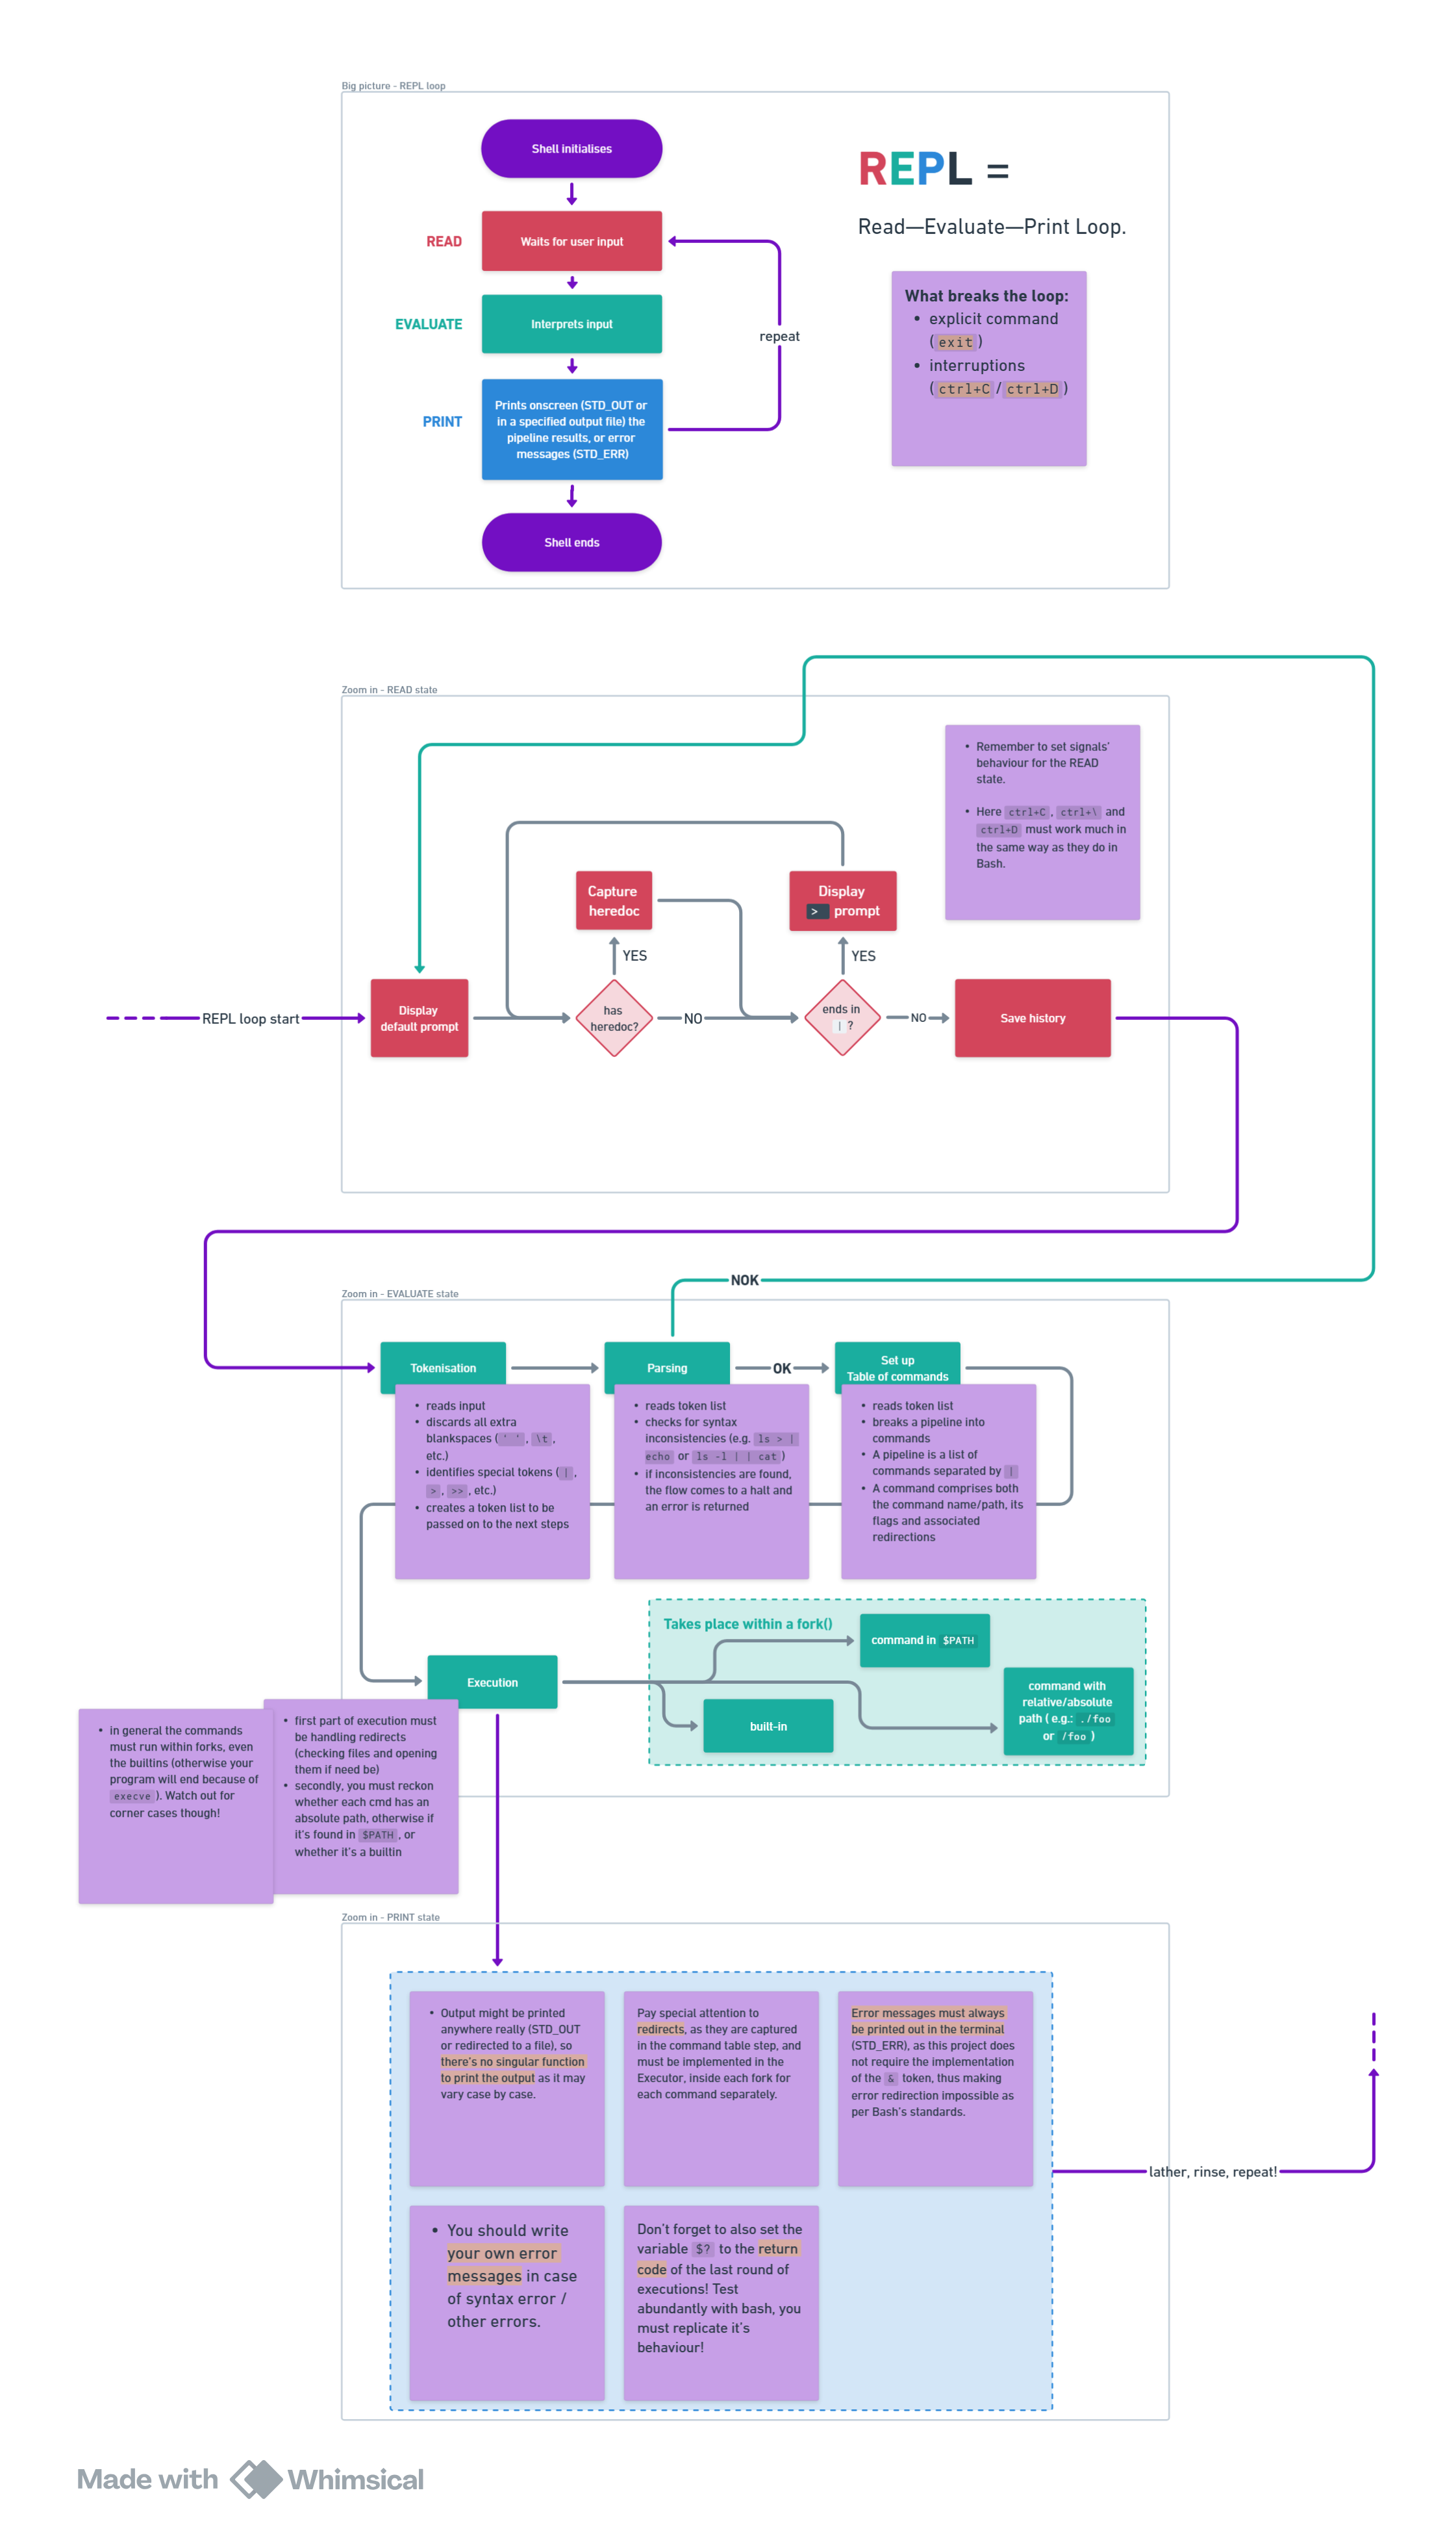 Big picture - REPL loop
Shell initialises
REPL =
Read—Evaluate—Print Loop.
READ
Waits for user input
What breaks the loop:
• explicit command
(exit)
• interruptions
(ctrl+C/ctrl+D)
EVALUATE
Interprets input
repeat
PRINT
Prints onscreen (STD_OUT or
in a specified output file) the
pipeline results, or error
messages (STD_ERR)
Shell ends
Zoom in - READ state
• Remember to set signals'
behaviour for the READ
state.
• Here ctrl+C, ctrl+\ and
ctrl+D must work much in
the same way as they do in
Bash.
Capture
heredoc
Display
> prompt
YES
YES
REPL loop start
Display
default prompt
has
heredoc?
NO
ends in
| ?
NO
Save history
NOK
Zoom in - EVALUATE state
Tokenisation
Parsing
OK
Set up
Table of commands
• reads input
• discards all extra
blankspaces (' ', \t,
etc.)
• identifies special tokens (|,
>, >>, etc.)
• creates a token list to be
passed on to the next steps
• reads token list
• checks for syntax
inconsistencies (e.g. ls > |
echo or ls -l | | cat)
• if inconsistencies are found,
the flow comes to a halt and
an error is returned
• reads token list
• breaks a pipeline into
commands
• A pipeline is a list of
commands separated by |
• A command comprises both
the command name/path, its
flags and associated
redirections
Takes place within a fork()
command in $PATH
Execution
built-in
command with
relative/absolute
path ( e.g.: ./foo
or /foo )
• in general the commands
must run within forks, even
the builtins (otherwise your
program will end because of
execve). Watch out for
corner cases though!
• first part of execution must
be handling redirects
(checking files and opening
them if need be)
• secondly, you must reckon
whether each cmd has an
absolute path, otherwise if
it's found in $PATH, or
whether it's a builtin
Zoom in - PRINT state
• Output might be printed
anywhere really (STD_OUT
or redirected to a file), so
there's no singular function
to print the output as it may
vary case by case.
Pay special attention to
redirects, as they are captured
in the command table step, and
must be implemented in the
Executor, inside each fork for
each command separately.
Error messages must always
be printed out in the terminal
(STD_ERR), as this project does
not require the implementation
of the & token, thus making
error redirection impossible as
per Bash's standards.
lather, rinse, repeat!
• You should write
your own error
messages in case
of syntax error /
other errors.
Don't forget to also set the
variable $? to the return
code of the last round of
executions! Test
abundantly with bash, you
must replicate it's
behaviour!
Made with Whimsical